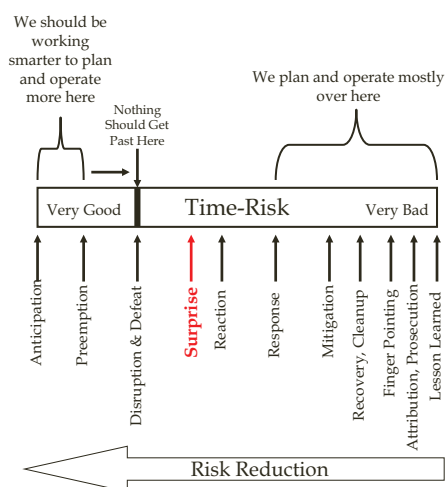 We should be
working
smarter to plan
and operate
more here
We plan and operate mostly
over here
Nothing
Should Get
Past Here
Very Good
Time-Risk
Very Bad
Anticipation
Preemption
Disruption & Defeat
Surprise
Reaction
Response
Mitigation
Recovery, Cleanup
Finger Pointing
Attribution, Prosecution
Lesson Learned
Risk Reduction